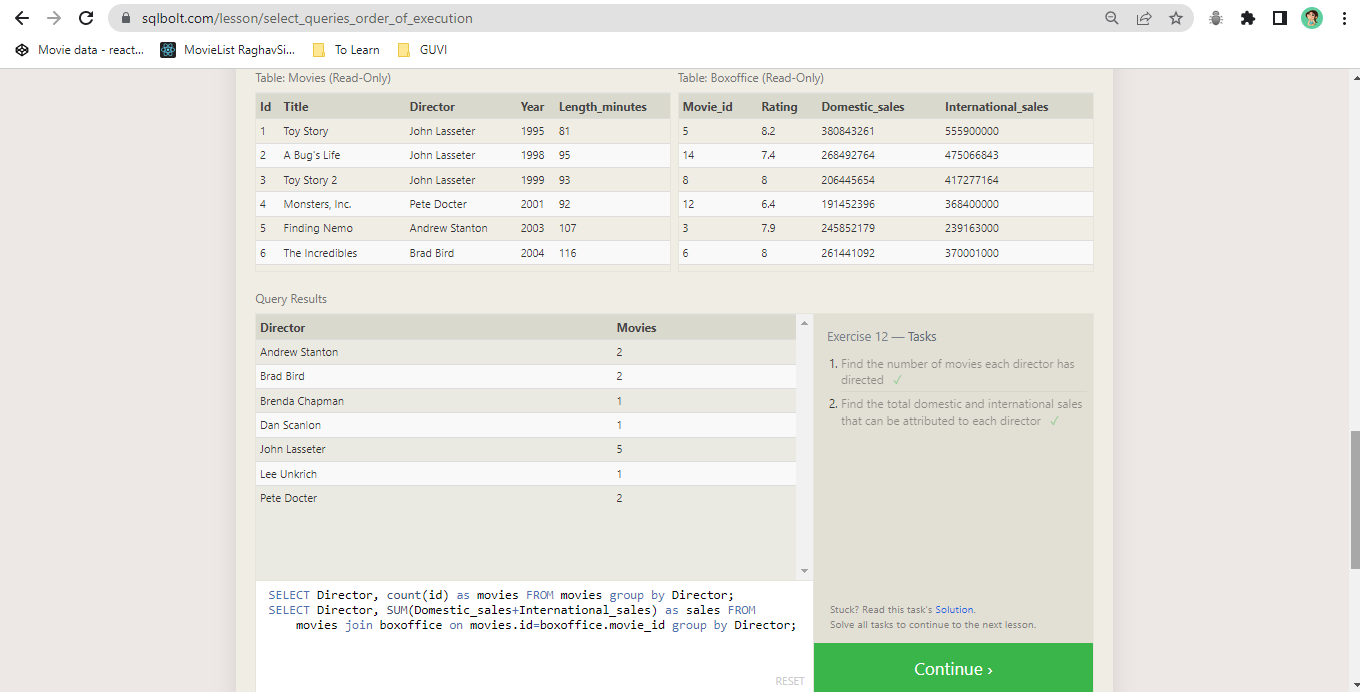 sqlbolt.com/lesson/select_queries_order_of_execution
Movie data - react... MovieList RaghavSi... To Learn GUVI
Table: Movies (Read-Only) Table: Boxoffice (Read-Only)
Id Title Director Year Length_minutes Movie_id Rating Domestic_sales International_sales
1 Toy Story John Lasseter 1995 81 5 8.2 380843261 555900000
2 A Bug's Life John Lasseter 1998 95 14 7.4 268492764 475066843
3 Toy Story 2 John Lasseter 1999 93 8 8 206445654 417277164
4 Monsters, Inc. Pete Docter 2001 92 12 6.4 191452396 368400000
5 Finding Nemo Andrew Stanton 2003 107 3 7.9 245852179 239163000
6 The Incredibles Brad Bird 2004 116 6 8 261441092 370001000
Query Results
Director Movies
Andrew Stanton 2
Brad Bird 2
Brenda Chapman 1
Dan Scanlon 1
John Lasseter 5
Lee Unkrich 1
Pete Docter 2
Exercise 12 — Tasks
1. Find the number of movies each director has
directed ✓
2. Find the total domestic and international sales
that can be attributed to each director ✓
SELECT Director, count(id) as movies FROM movies group by Director;
SELECT Director, SUM(Domestic_sales+International_sales) as sales FROM
movies join boxoffice on movies.id=boxoffice.movie_id group by Director;
RESET
Stuck? Read this task's Solution.
Solve all tasks to continue to the next lesson.
Continue ›